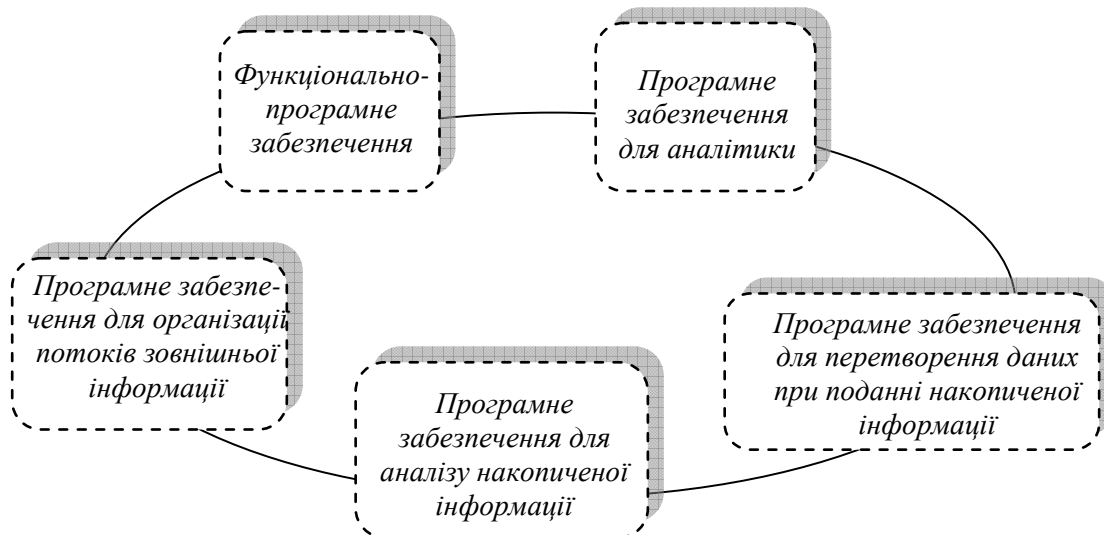 Функціонально-
програмне
забезпечення
Програмне
забезпечення
для аналітики
Програмне забезпе-
чення для організації
потоків зовнішньої
інформації
Програмне забезпечення
для перетворення даних
при поданні накопиченої
інформації
Програмне
забезпечення для
аналізу накопиченої
інформації